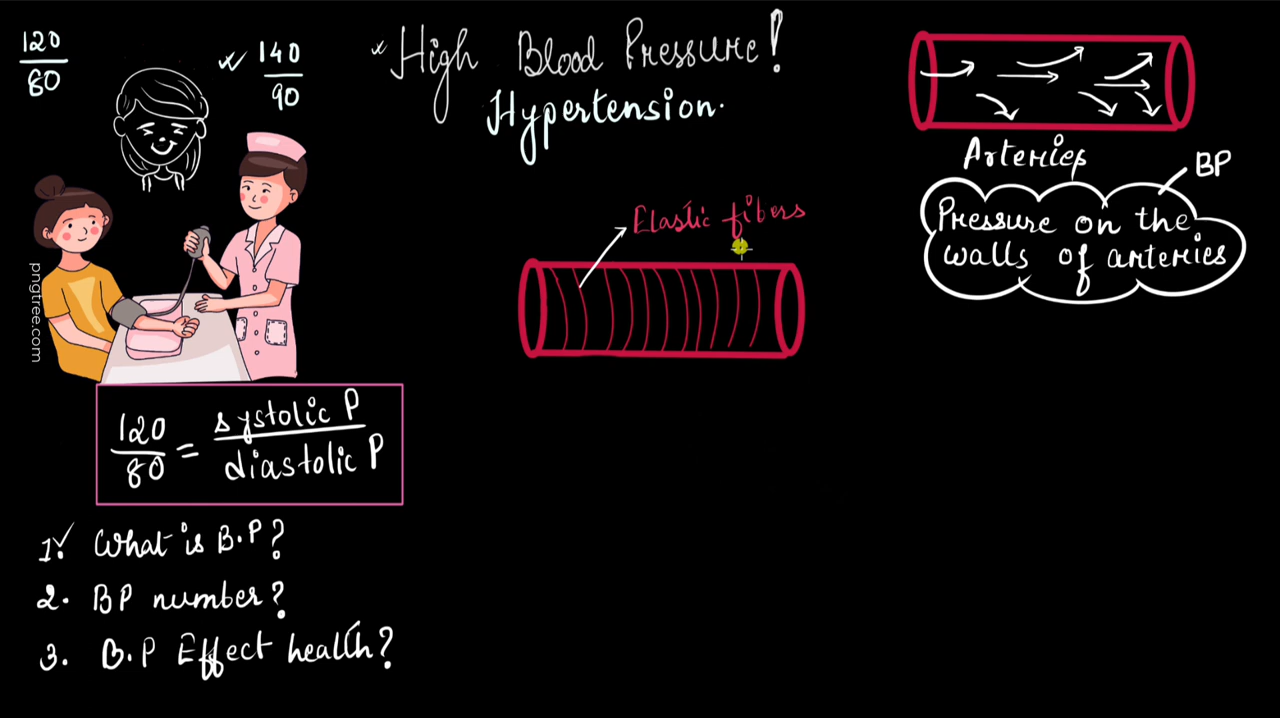 120
80
140
90
High Blood Pressure!
Hypertension.
Arteries
BP
Pressure on the
walls of arteries
Elastic fibers
pngtree.com
120
80
=
systolic P
diastolic P
1. What is B.P?
2. BP number?
3. B.P Effect health?